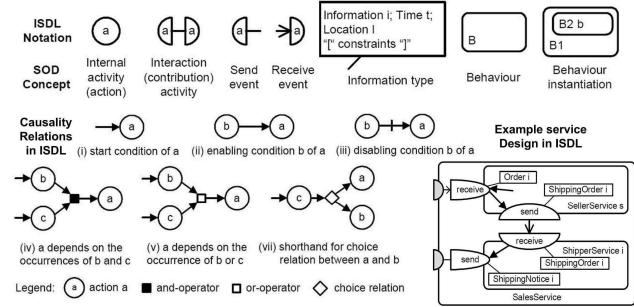 ISDL
Notation
SOD
Concept
a
Internal
activity
(action)
a
Interaction
(contribution)
activity
a
Send
event
a
Receive
event
Information i; Time t;
Location l
"[" constraints "]"
Information type
B
Behaviour
B2 b
B1
Behaviour
instantiation
Causality
Relations
in ISDL
a
(i) start condition of a
b a
(ii) enabling condition b of a
b a
(iii) disabling condition b of a
b
c
a
(iv) a depends on the
occurrences of b and c
b
c
a
(v) a depends on the
occurrence of b or c
c
a
b
(vii) shorthand for choice
relation between a and b
Legend: a action a and-operator or-operator choice relation
Example service
Design in ISDL
Order i
receive
ShippingOrder i
send
SellerService s
receive
ShipperService i
send
ShippingOrder i
ShippingNotice i
SalesService